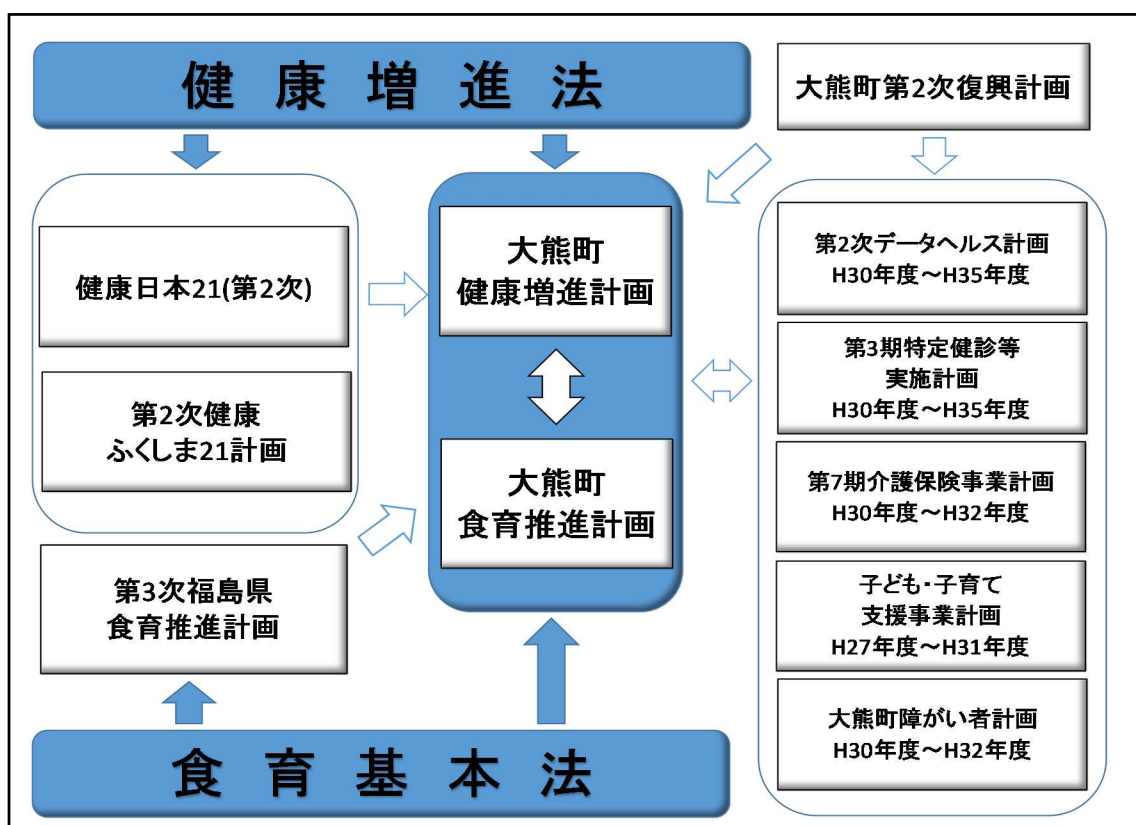 健康増進法
大熊町第2次復興計画
健康日本21(第2次)
第2次健康
ふくしま21計画
第3次福島県
食育推進計画
大熊町
健康増進計画
大熊町
食育推進計画
第2次データヘルス計画
H30年度～H35年度
第3期特定健診等
実施計画
H30年度～H35年度
第7期介護保険事業計画
H30年度～H32年度
子ども・子育て
支援事業計画
H27年度～H31年度
大熊町障がい者計画
H30年度～H32年度
食育基本法